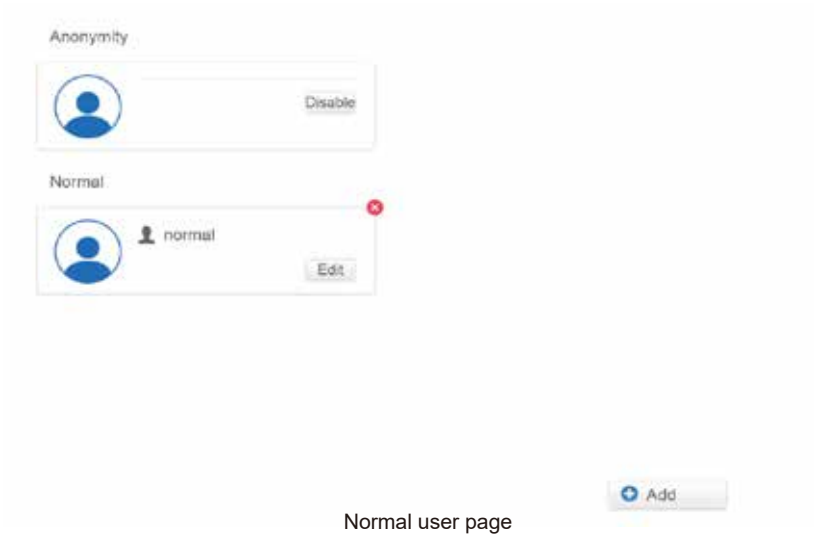 Anonymity
Disable
Normal
normal
Edit
Add
Normal user page